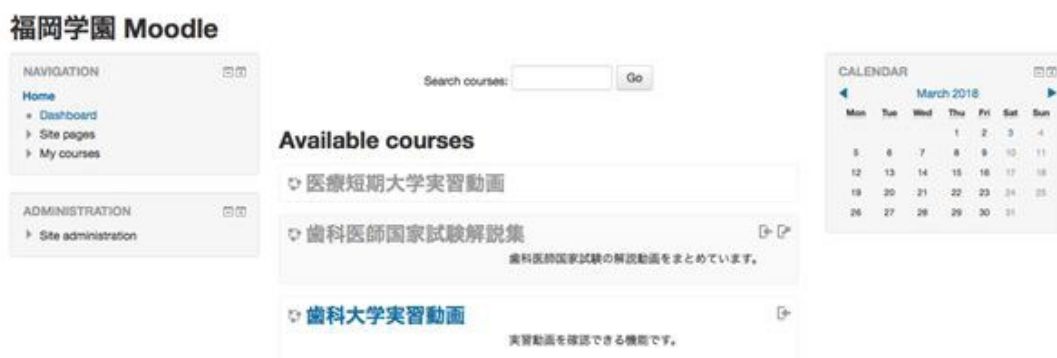 福岡学園 Moodle
NAVIGATION
Home
Dashboard
Site pages
My courses
ADMINISTRATION
Site administration
Search courses:
Go
Available courses
医療短期大学実習動画
歯科医師国家試験解説集
歯科医師国家試験の解説動画をまとめています。
歯科大学実習動画
実習動画を確認できる機能です。
CALENDAR
March 2018
Mon Tue Wed Thu Fri Sat Sun
1 2 3 4
5 6 7 8 9 10 11
12 13 14 15 16 17 18
19 20 21 22 23 24 25
26 27 28 29 30 31